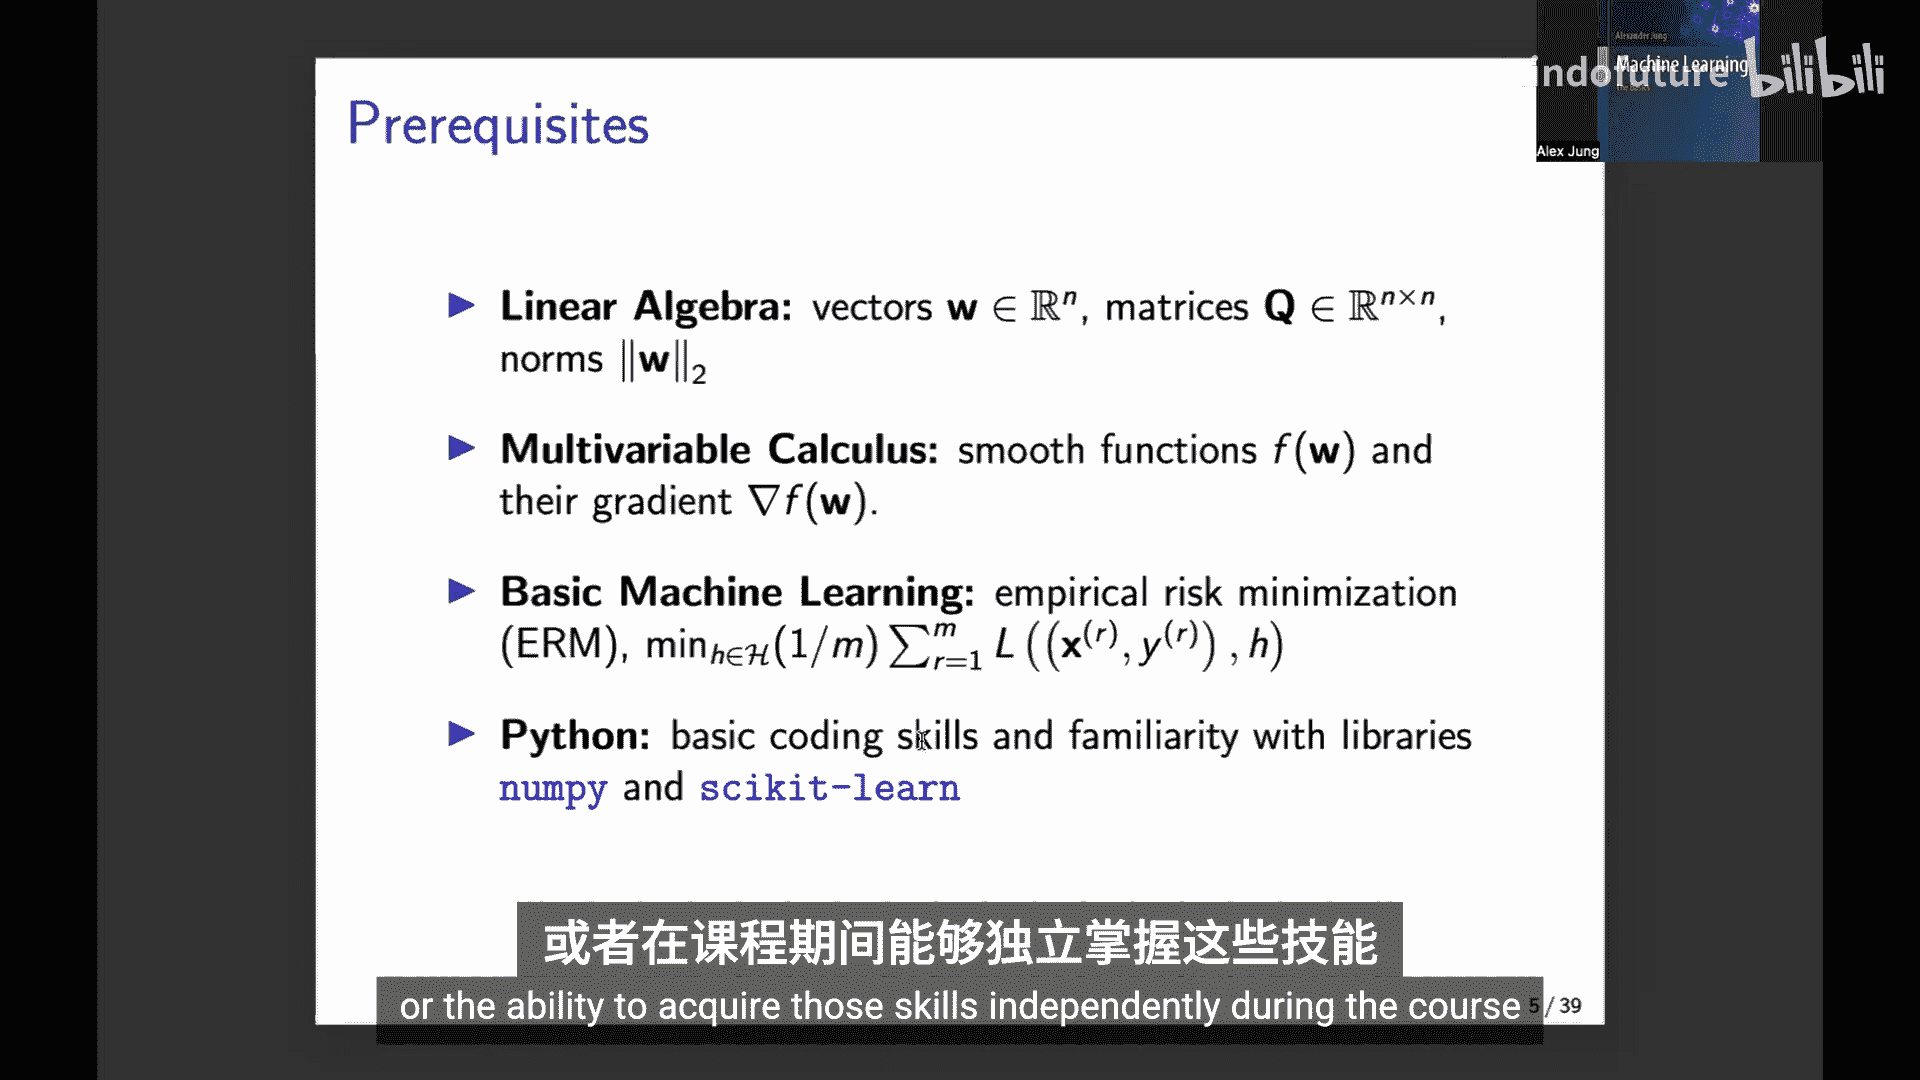 Prerequisites
Alexander Jung
Machine Learning
indofuture bilibili
Alex Jung
▶ Linear Algebra: vectors w ∈ ℝⁿ, matrices Q ∈ ℝⁿˣⁿ,
norms ‖w‖₂
▶ Multivariable Calculus: smooth functions f(w) and
their gradient ∇f(w).
▶ Basic Machine Learning: empirical risk minimization
(ERM), min_{h∈ℋ}(1/m) ∑_{r=1}^{m} L((x^{(r)}, y^{(r)}), h)
▶ Python: basic coding skills and familiarity with libraries
numpy and scikit-learn
或者在课程期间能够独立掌握这些技能
or the ability to acquire those skills independently during the course
5 / 39